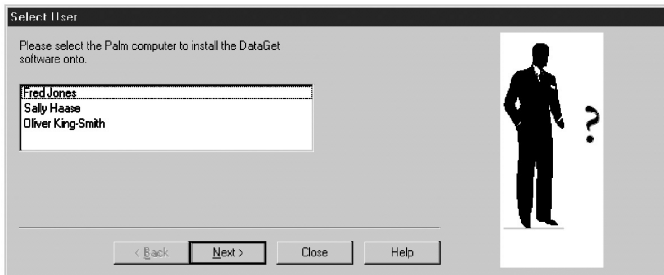 Select User
Please select the Palm computer to install the DataGet
software onto.
Fred Jones
Sally Haase
Oliver King-Smith
?
< Back
Next >
Close
Help